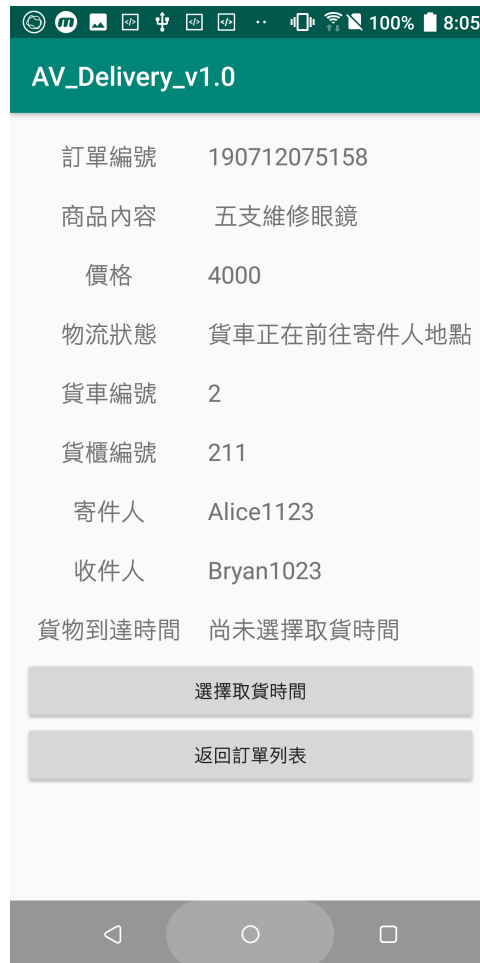 100% 8:05
AV_Delivery_v1.0
訂單編號 190712075158
商品內容 五支維修眼鏡
價格 4000
物流狀態 貨車正在前往寄件人地點
貨車編號 2
貨櫃編號 211
寄件人 Alice1123
收件人 Bryan1023
貨物到達時間 尚未選擇取貨時間
選擇取貨時間
返回訂單列表